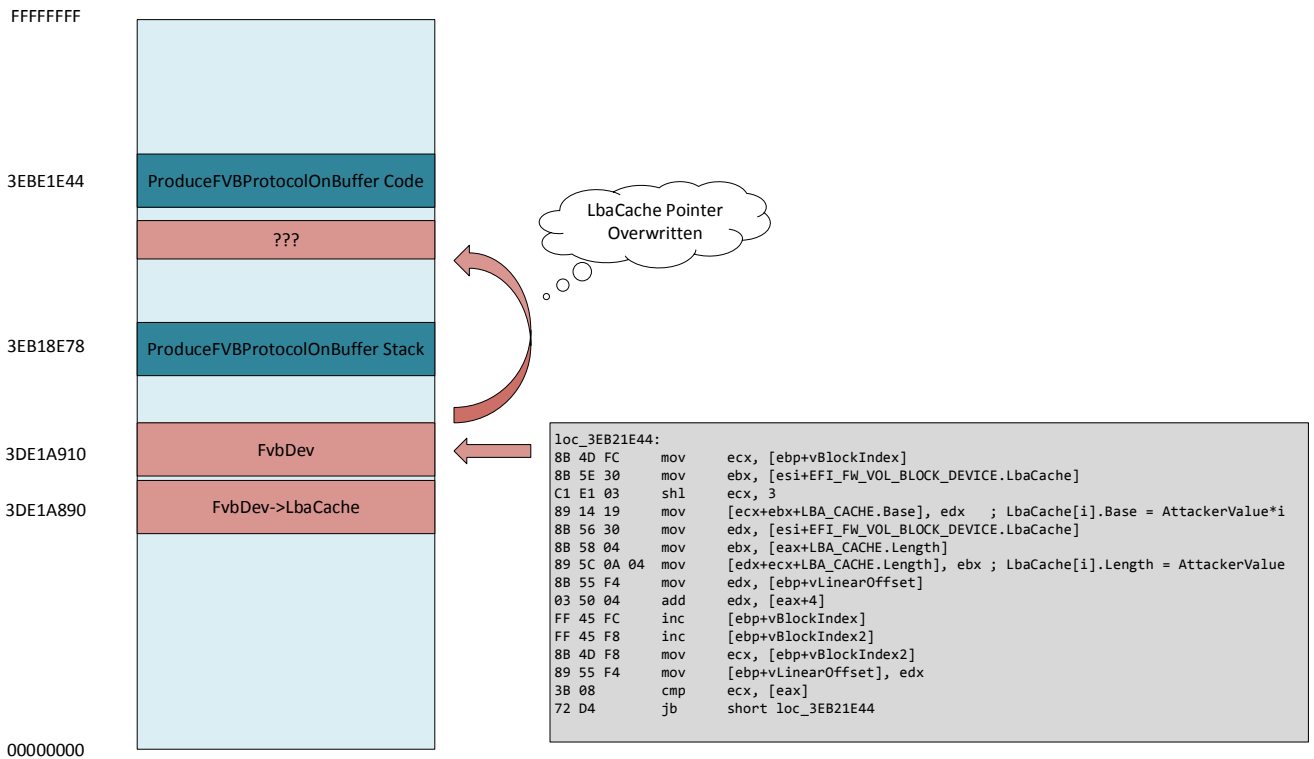 FFFFFFFF
3EBE1E44
ProduceFVBProtocolOnBuffer Code
???
LbaCache Pointer
Overwritten
3EB18E78
ProduceFVBProtocolOnBuffer Stack
3DE1A910
FvbDev
3DE1A890
FvbDev->LbaCache
00000000
loc_3EB21E44:
8B 4D FC mov ecx, [ebp+vBlockIndex]
8B 5E 30 mov ebx, [esi+EFI_FW_VOL_BLOCK_DEVICE.LbaCache]
C1 E1 03 shl ecx, 3
89 14 19 mov [ecx+ebx+LBA_CACHE.Base], edx ; LbaCache[i].Base = AttackerValue*i
8B 56 30 mov edx, [esi+EFI_FW_VOL_BLOCK_DEVICE.LbaCache]
8B 58 04 mov ebx, [eax+LBA_CACHE.Length]
89 5C 0A 04 mov [edx+ecx+LBA_CACHE.Length], ebx ; LbaCache[i].Length = AttackerValue
8B 55 F4 mov edx, [ebp+vLinearOffset]
03 50 04 add edx, [eax+4]
FF 45 FC inc [ebp+vBlockIndex]
FF 45 F8 inc [ebp+vBlockIndex2]
8B 4D F8 mov ecx, [ebp+vBlockIndex2]
89 55 F4 mov [ebp+vLinearOffset], edx
3B 08 cmp ecx, [eax]
72 D4 jb short loc_3EB21E44